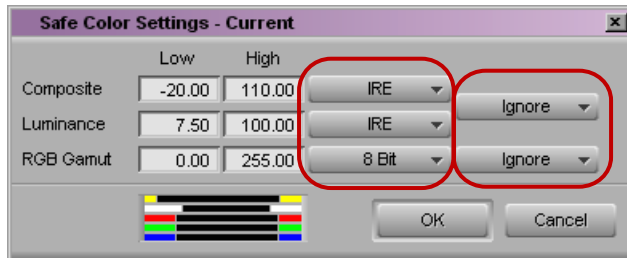 Safe Color Settings - Current
Low High
Composite -20.00 110.00 IRE Ignore
Luminance 7.50 100.00 IRE
RGB Gamut 0.00 255.00 8 Bit Ignore
OK Cancel